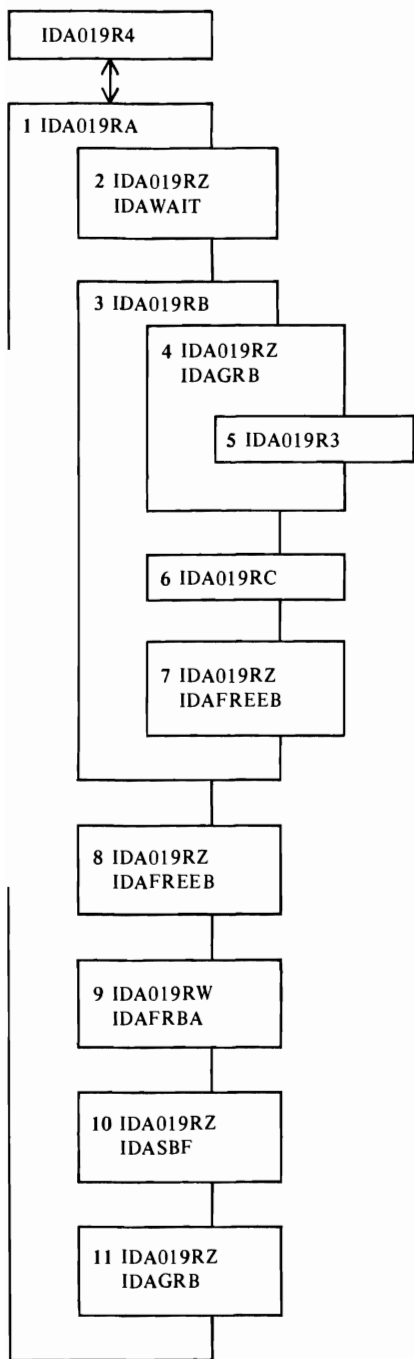 IDA019R4
1 IDA019RA
2 IDA019RZ
IDAWAIT
3 IDA019RB
4 IDA019RZ
IDAGRB
5 IDA019R3
6 IDA019RC
7 IDA019RZ
IDAFREEB
8 IDA019RZ
IDAFREEB
9 IDA019RW
IDAFRBA
10 IDA019RZ
IDASBF
11 IDA019RZ
IDAGRB